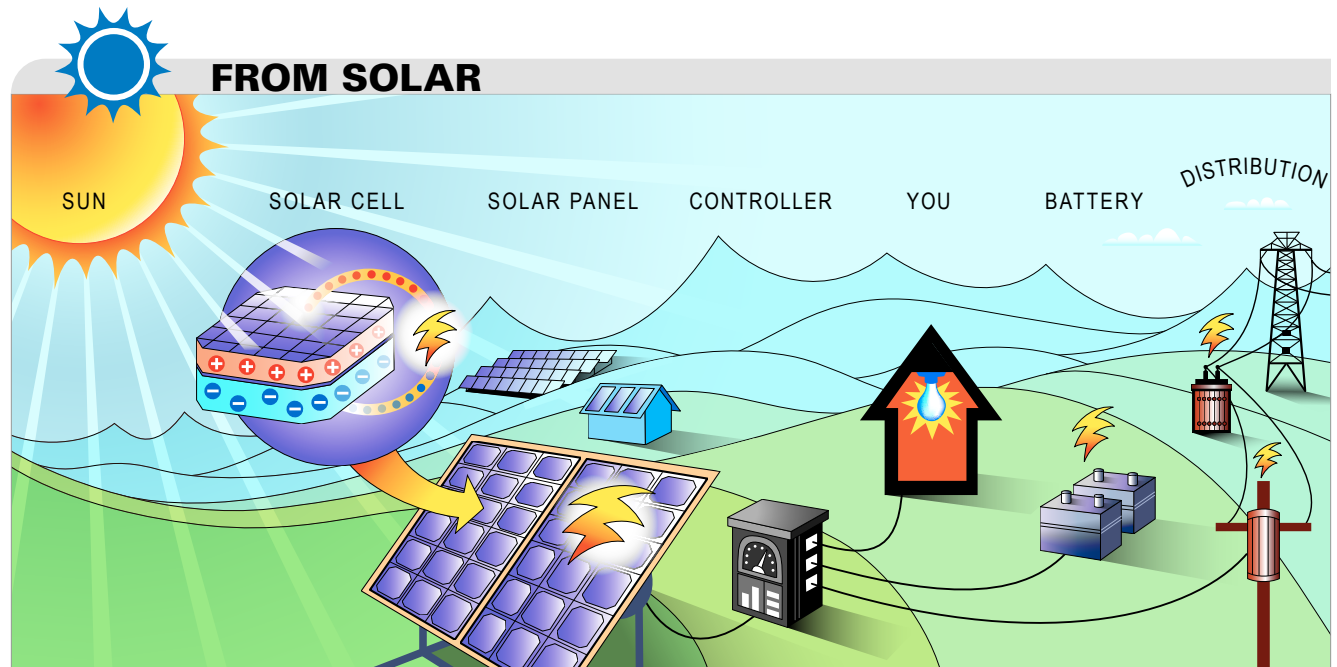 FROM SOLAR
SUN
SOLAR CELL
SOLAR PANEL
CONTROLLER
YOU
BATTERY
DISTRIBUTION